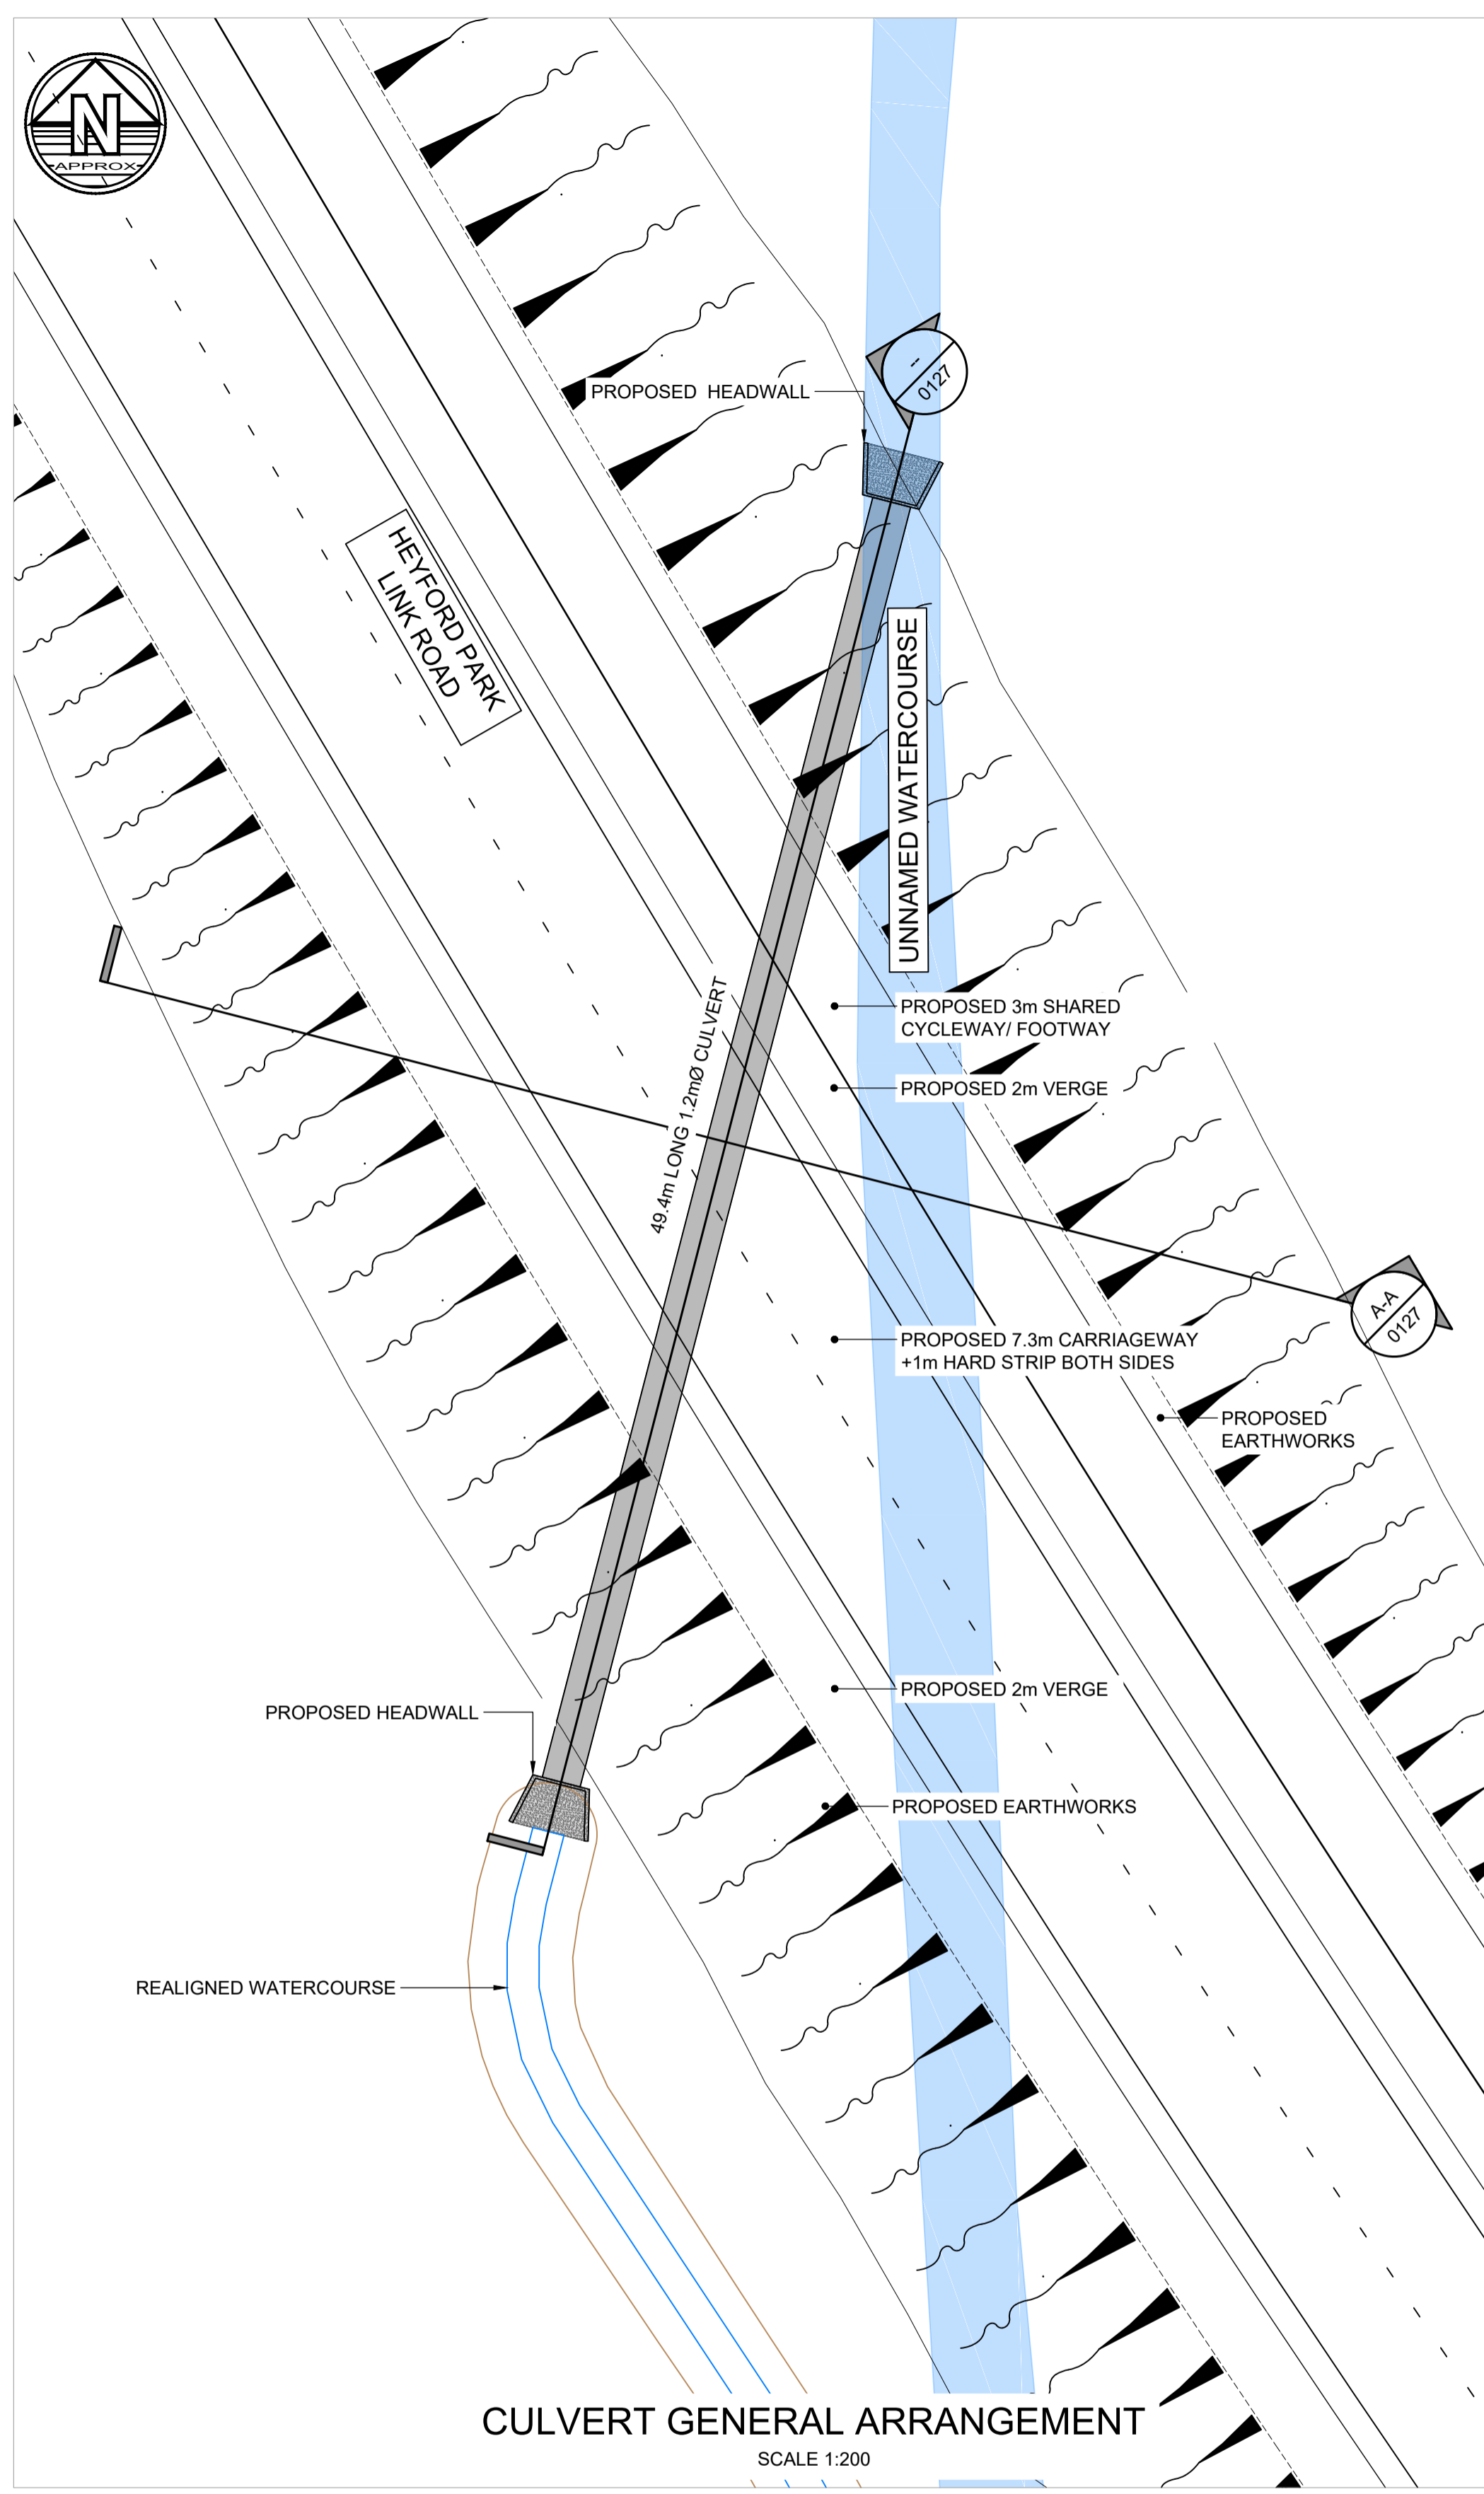 N
APPROX
--
0127
PROPOSED  HEADWALL
HEYFORD PARK
LINK ROAD
UNNAMED WATERCOURSE
49.4m LONG 1.2mØ CULVERT
PROPOSED 3m SHARED
CYCLEWAY/ FOOTWAY
PROPOSED 2m VERGE
A-A
0127
PROPOSED 7.3m CARRIAGEWAY
+1m HARD STRIP BOTH SIDES
PROPOSED
EARTHWORKS
PROPOSED 2m VERGE
PROPOSED HEADWALL
PROPOSED EARTHWORKS
REALIGNED WATERCOURSE
CULVERT GENERAL ARRANGEMENT
SCALE 1:200